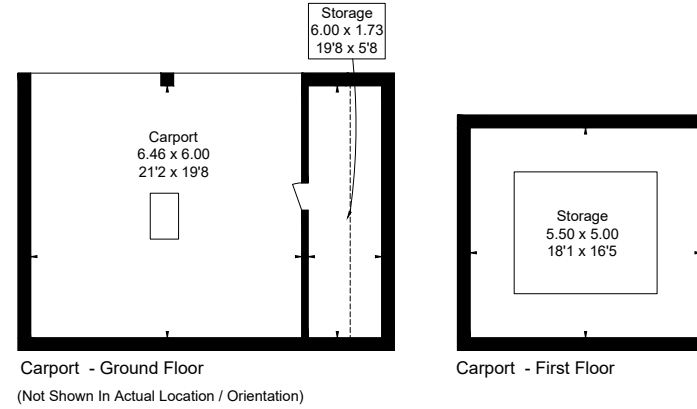 Storage
6.00 x 1.73
19'8 x 5'8
Carport
6.46 x 6.00
21'2 x 19'8
Storage
5.50 x 5.00
18'1 x 16'5
Carport - Ground Floor
Carport - First Floor
(Not Shown In Actual Location / Orientation)